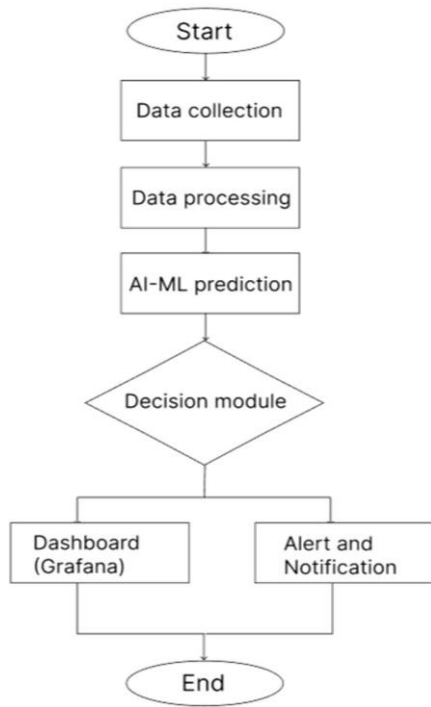 Start
Data collection
Data processing
AI-ML prediction
Decision module
Dashboard
(Grafana)
Alert and
Notification
End